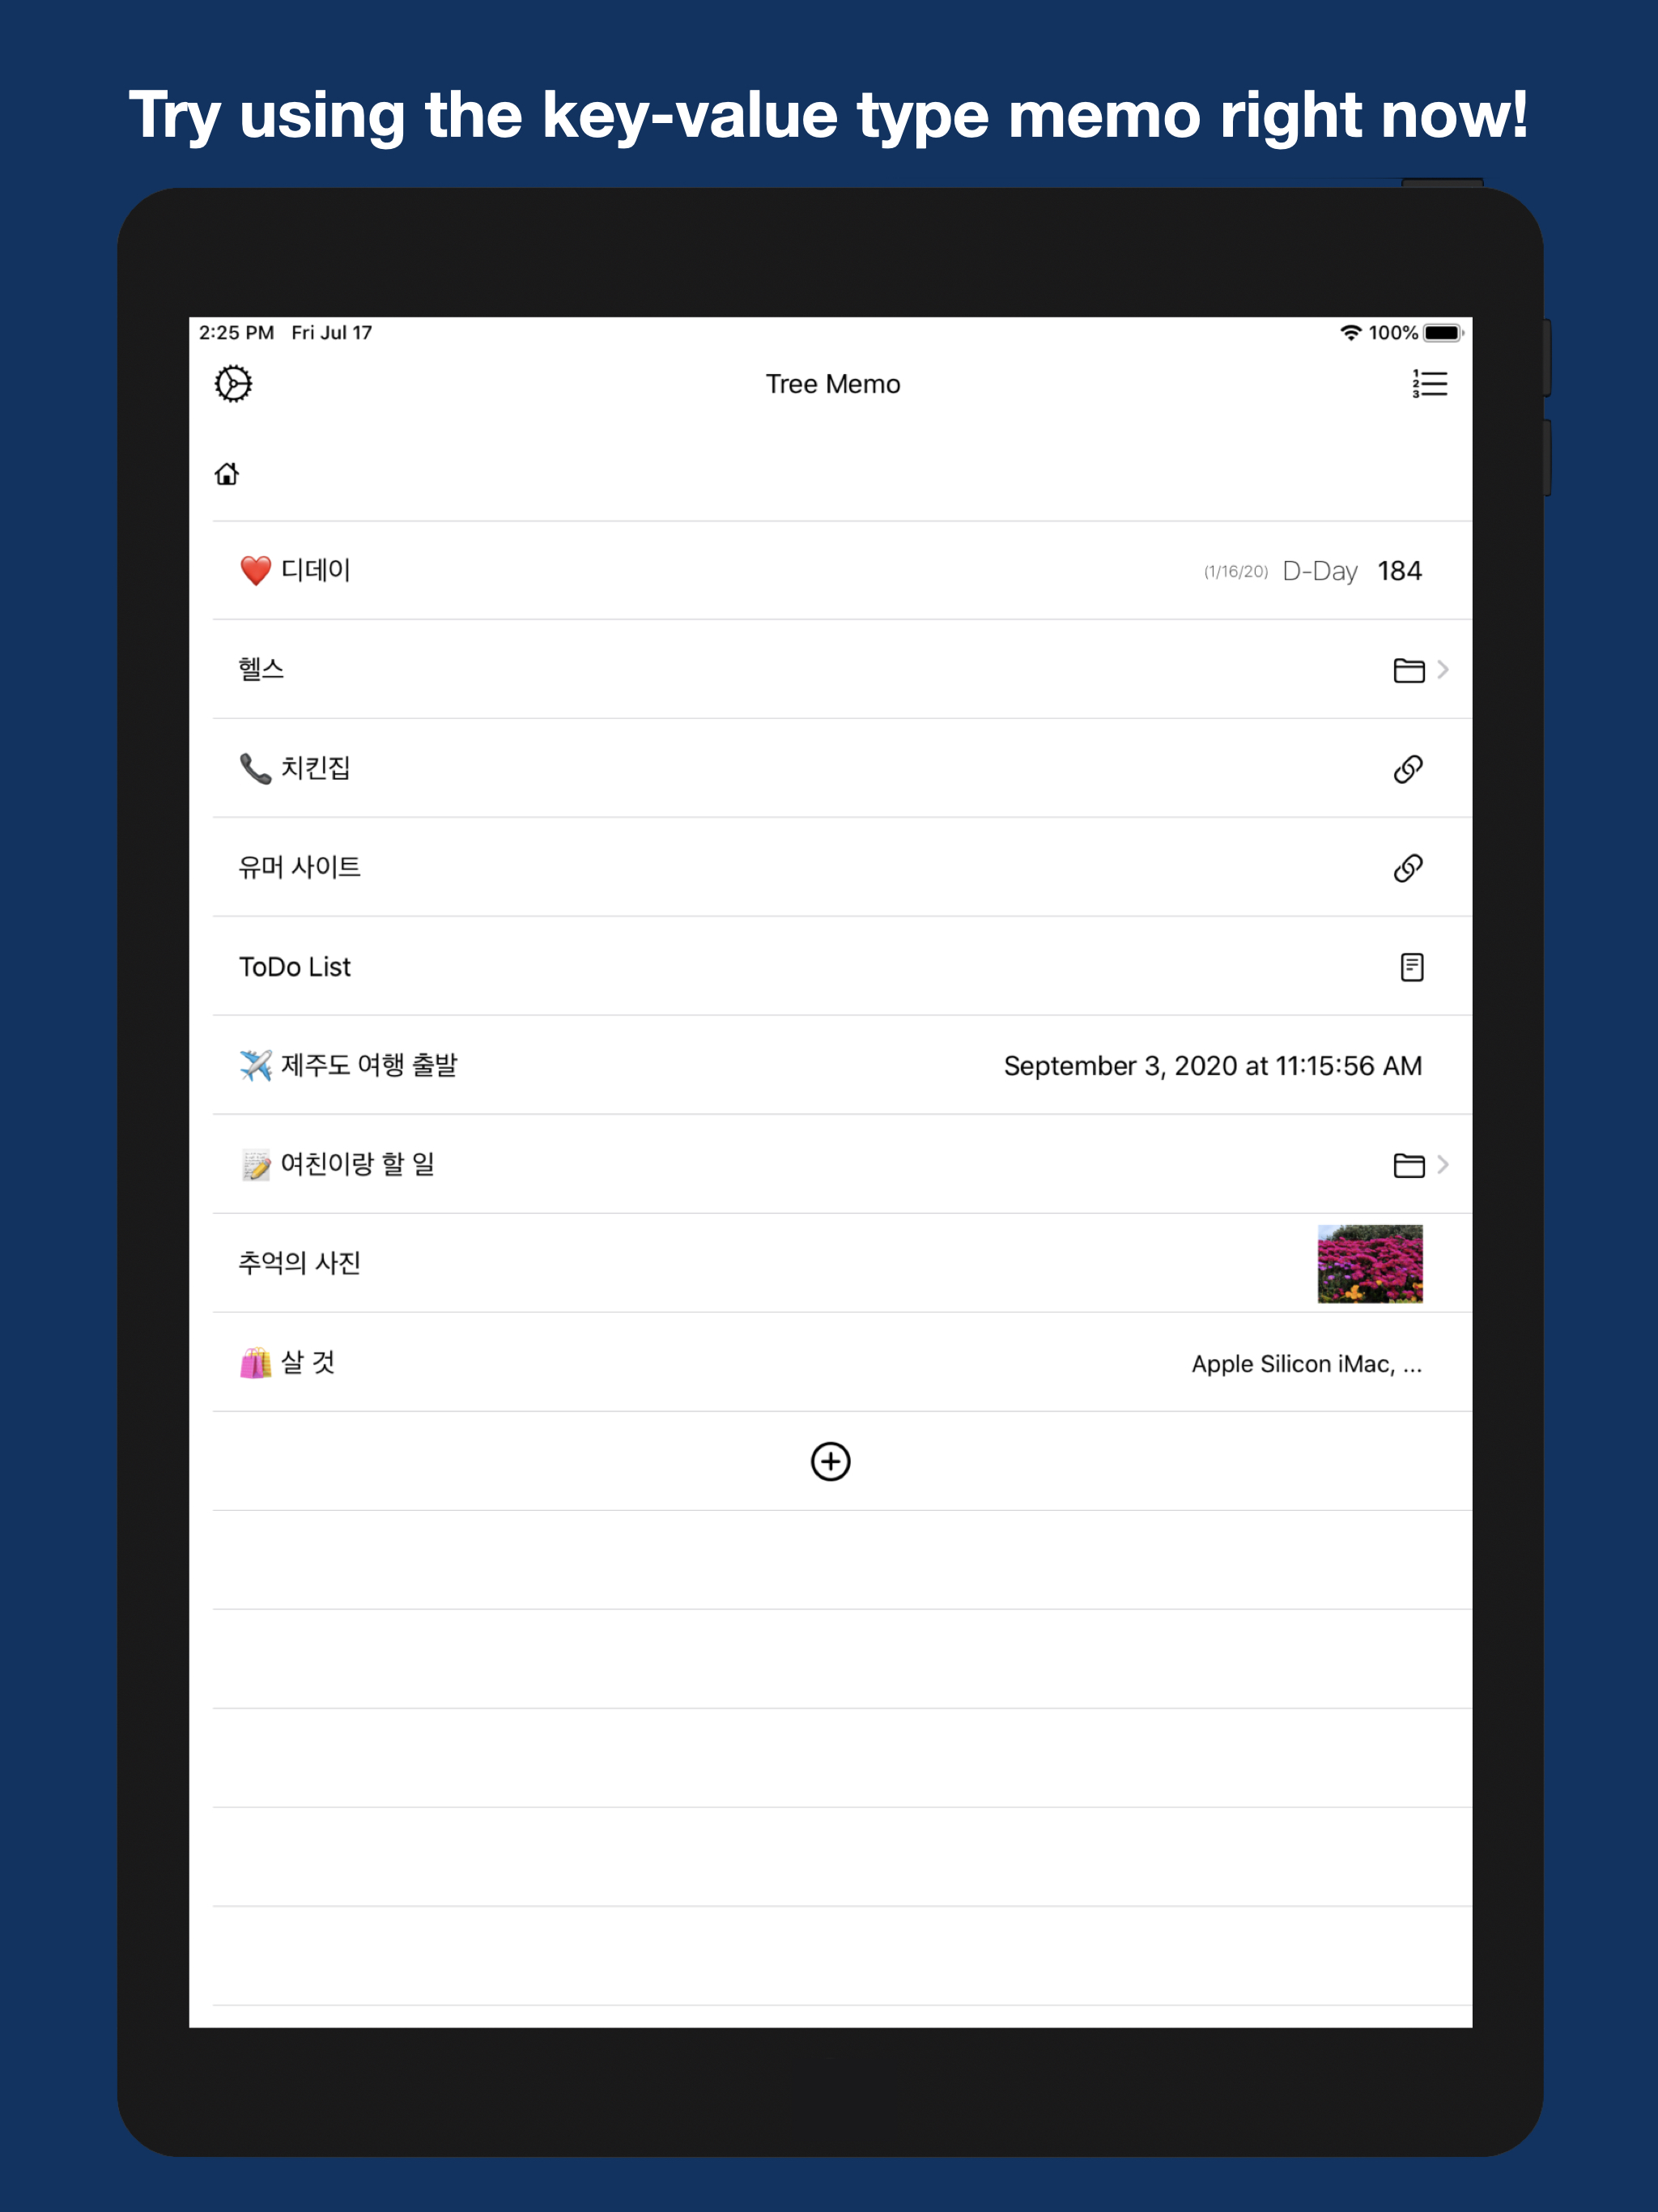 Try using the key-value type memo right now!
2:25 PM Fri Jul 17 100%
Tree Memo
1
2
3
❤️ 디데이 (1/16/20) D-Day 184
헬스
📞 치킨집
유머 사이트
ToDo List
✈️ 제주도 여행 출발 September 3, 2020 at 11:15:56 AM
📝 여친이랑 할 일
추억의 사진
🛍️ 살 것 Apple Silicon iMac, ...